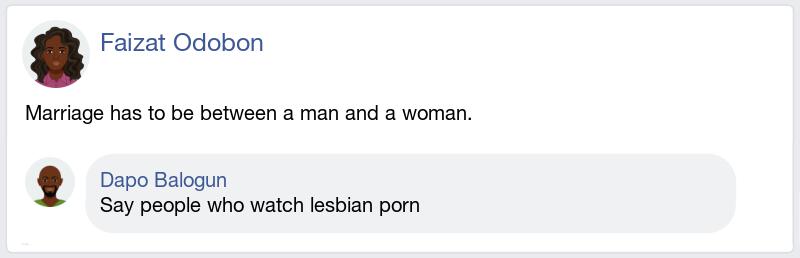 Faizat Odobon
Marriage has to be between a man and a woman.
Dapo Balogun
Say people who watch lesbian porn